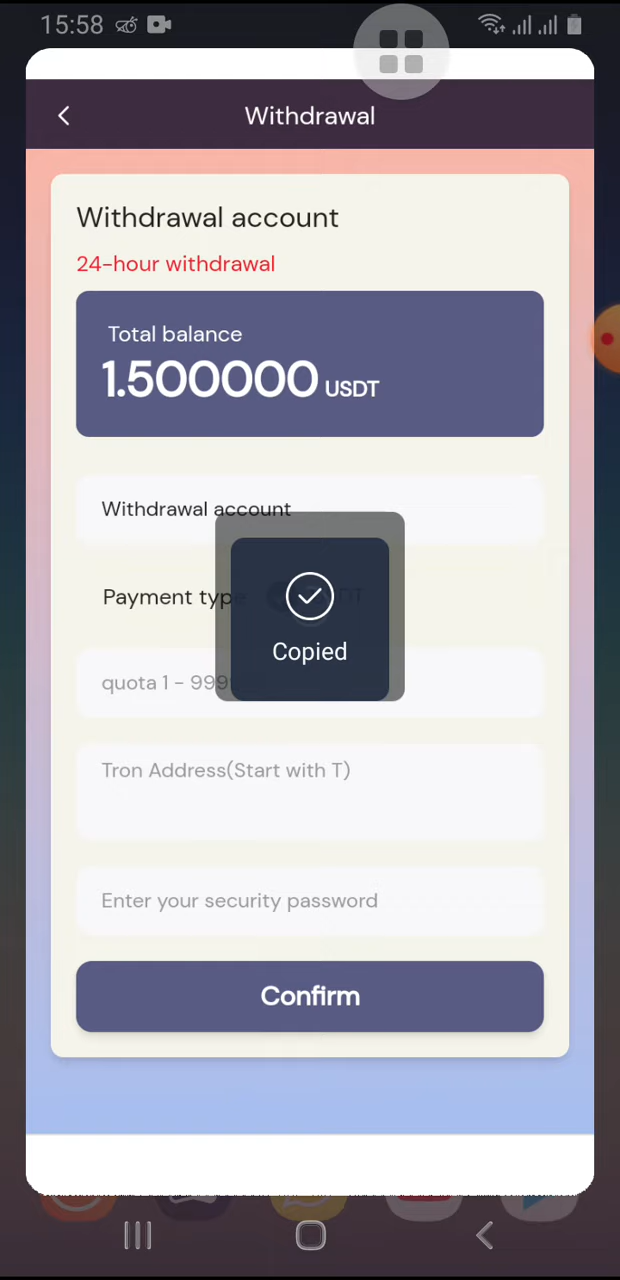 15:58
Withdrawal
Withdrawal account
24-hour withdrawal
Total balance
1.500000 USDT
Withdrawal account
Payment type
Copied
quota 1 - 999
Tron Address(Start with T)
Enter your security password
Confirm